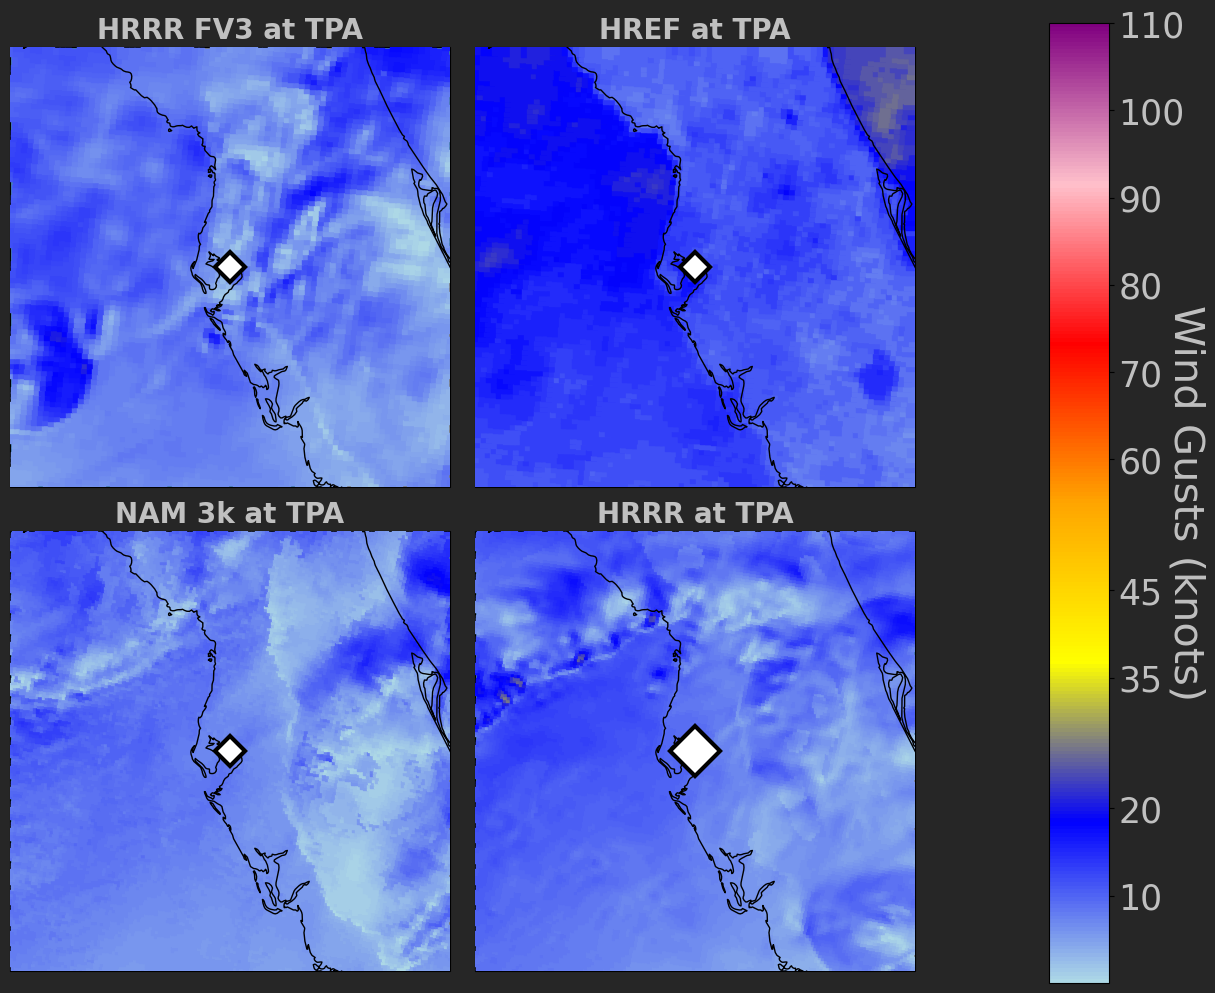 HRRR FV3 at TPA
HREF at TPA
NAM 3k at TPA
HRRR at TPA
110
100
90
80
70
60
45
35
20
10
Wind Gusts (knots)